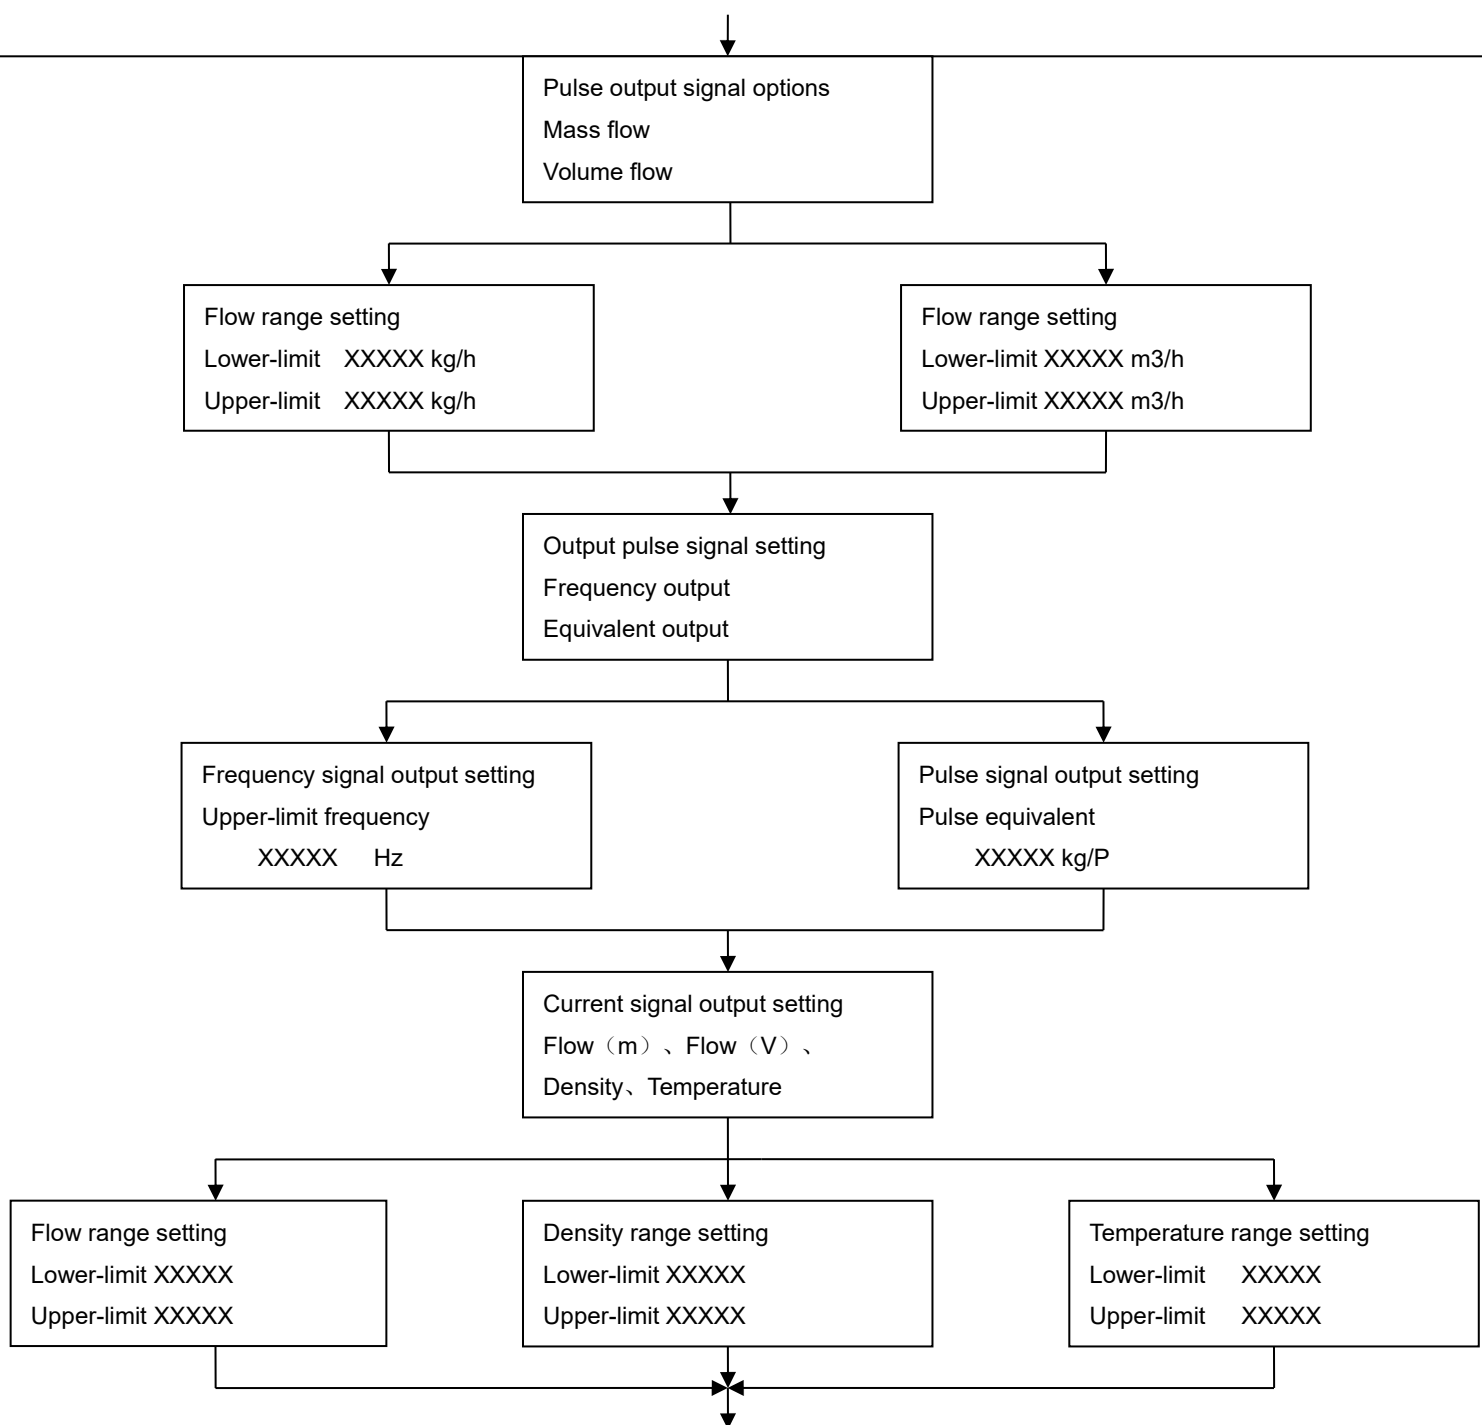 Pulse output signal options
Mass flow
Volume flow
Flow range setting
Lower-limit XXXXX kg/h
Upper-limit XXXXX kg/h
Flow range setting
Lower-limit XXXXX m3/h
Upper-limit XXXXX m3/h
Output pulse signal setting
Frequency output
Equivalent output
Frequency signal output setting
Upper-limit frequency
XXXXX Hz
Pulse signal output setting
Pulse equivalent
XXXXX kg/P
Current signal output setting
Flow（m）、Flow（V）、
Density、Temperature
Flow range setting
Lower-limit XXXXX
Upper-limit XXXXX
Density range setting
Lower-limit XXXXX
Upper-limit XXXXX
Temperature range setting
Lower-limit XXXXX
Upper-limit XXXXX